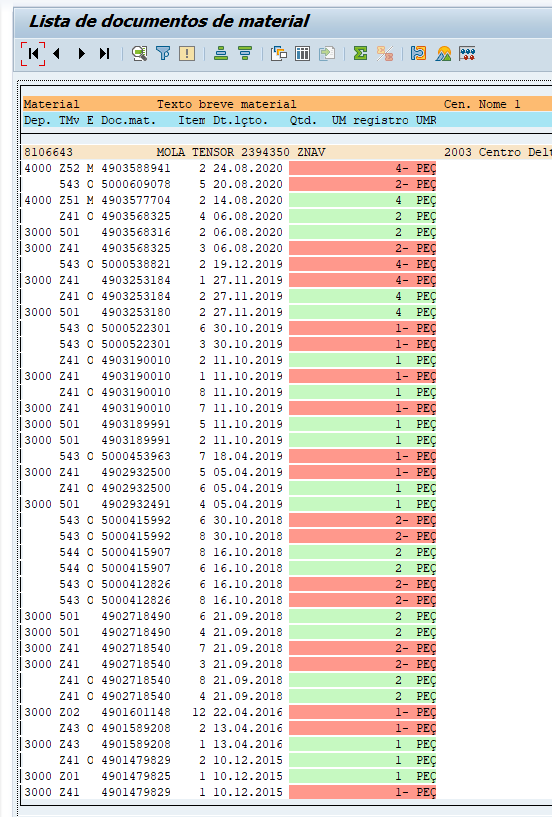 Lista de documentos de material
Material Texto breve material Cen. Nome 1
Dep. TMv E Doc.mat. Item Dt.lçto. Qtd. UM registro UMR
8106643 MOLA TENSOR 2394350 ZNAV 2003 Centro Delt
4000 Z52 M 4903588941 2 24.08.2020 4- PEÇ
543 O 5000609078 5 20.08.2020 2- PEÇ
4000 Z51 M 4903577704 2 14.08.2020 4 PEÇ
Z41 O 4903568325 4 06.08.2020 2 PEÇ
3000 501 4903568316 2 06.08.2020 2 PEÇ
3000 Z41 4903568325 3 06.08.2020 2- PEÇ
543 O 5000538821 2 19.12.2019 4- PEÇ
3000 Z41 4903253184 1 27.11.2019 4- PEÇ
Z41 O 4903253184 2 27.11.2019 4 PEÇ
3000 501 4903253180 2 27.11.2019 4 PEÇ
543 O 5000522301 6 30.10.2019 1- PEÇ
543 O 5000522301 3 30.10.2019 1- PEÇ
Z41 O 4903190010 2 11.10.2019 1 PEÇ
3000 Z41 4903190010 1 11.10.2019 1- PEÇ
Z41 O 4903190010 8 11.10.2019 1 PEÇ
3000 Z41 4903190010 7 11.10.2019 1- PEÇ
3000 501 4903189991 5 11.10.2019 1 PEÇ
3000 501 4903189991 2 11.10.2019 1 PEÇ
543 O 5000453963 7 18.04.2019 1- PEÇ
3000 Z41 4902932500 5 05.04.2019 1- PEÇ
Z41 O 4902932500 6 05.04.2019 1 PEÇ
3000 501 4902932491 4 05.04.2019 1 PEÇ
543 O 5000415992 6 30.10.2018 2- PEÇ
543 O 5000415992 8 30.10.2018 2- PEÇ
544 O 5000415907 8 16.10.2018 2 PEÇ
544 O 5000415907 6 16.10.2018 2 PEÇ
543 O 5000412826 6 16.10.2018 2- PEÇ
543 O 5000412826 8 16.10.2018 2- PEÇ
3000 501 4902718490 6 21.09.2018 2 PEÇ
3000 501 4902718490 4 21.09.2018 2 PEÇ
3000 Z41 4902718540 7 21.09.2018 2- PEÇ
3000 Z41 4902718540 3 21.09.2018 2- PEÇ
Z41 O 4902718540 8 21.09.2018 2 PEÇ
Z41 O 4902718540 4 21.09.2018 2 PEÇ
3000 Z02 4901601148 12 22.04.2016 1- PEÇ
Z43 O 4901589208 2 13.04.2016 1- PEÇ
3000 Z43 4901589208 1 13.04.2016 1 PEÇ
Z41 O 4901479829 2 10.12.2015 1 PEÇ
3000 Z01 4901479825 1 10.12.2015 1 PEÇ
3000 Z41 4901479829 1 10.12.2015 1- PEÇ